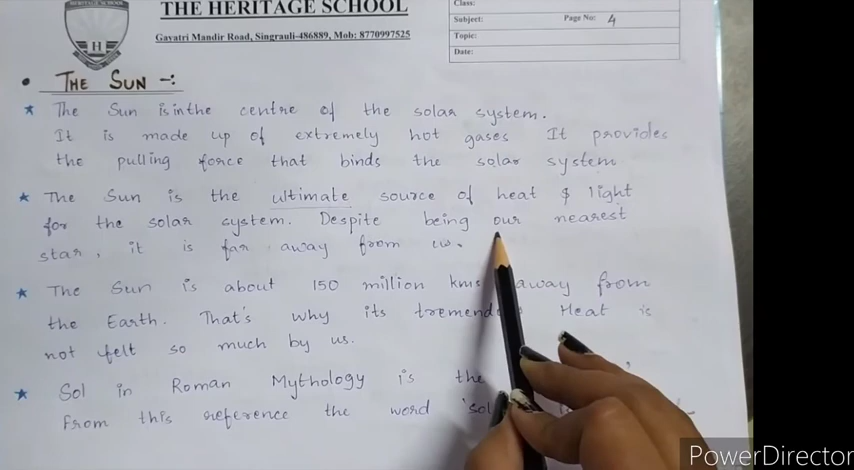 THE HERITAGE SCHOOL
Gayatri Mandir Road, Singrauli-486889, Mob: 8770997525
HERITAGE SCHOOL
H
Class:
Subject: Page No: 4
Topic:
Date:
• THE SUN -:
* The Sun is in the centre of the solar system.
It is made up of extremely hot gases It provides
the pulling force that binds the solar system
* The Sun is the ultimate source of heat & light
for the solar system. Despite being our nearest
star, it is far away from us.
* The Sun is about 150 million kms away from
the Earth. That's why its Heat is
not felt so much by us.
* Sol in Roman Mythology is the
From this reference the word
PowerDirector